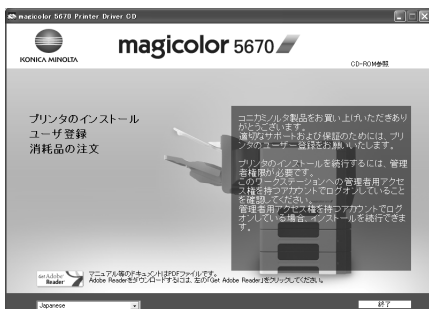 magicolor 5670 Printer Driver CD
KONICA MINOLTA
magicolor 5670
CD-ROM参照
プリンタのインストール
ユーザ登録
消耗品の注文
コニカミノルタ製品をお買い上げいただきあり
がとうございます。
適切なサポートおよび保証のためには、プリ
ンタのユーザー登録をお願いいたします。
プリンタのインストールを続行するには、管理
者権限が必要です。
このワークステーションへの管理者用アクセ
ス権を持つアカウントでログオンしていること
を確認してください。
管理者用アクセス権を持つアカウントでログ
オンしている場合、インストールを続行できま
す。
Get Adobe
Reader
マニュアル等のドキュメントはPDFファイルです。
Adobe Readerをダウンロードするには、左の「Get Adobe Reader」をクリックしてください。
Japanese
終了